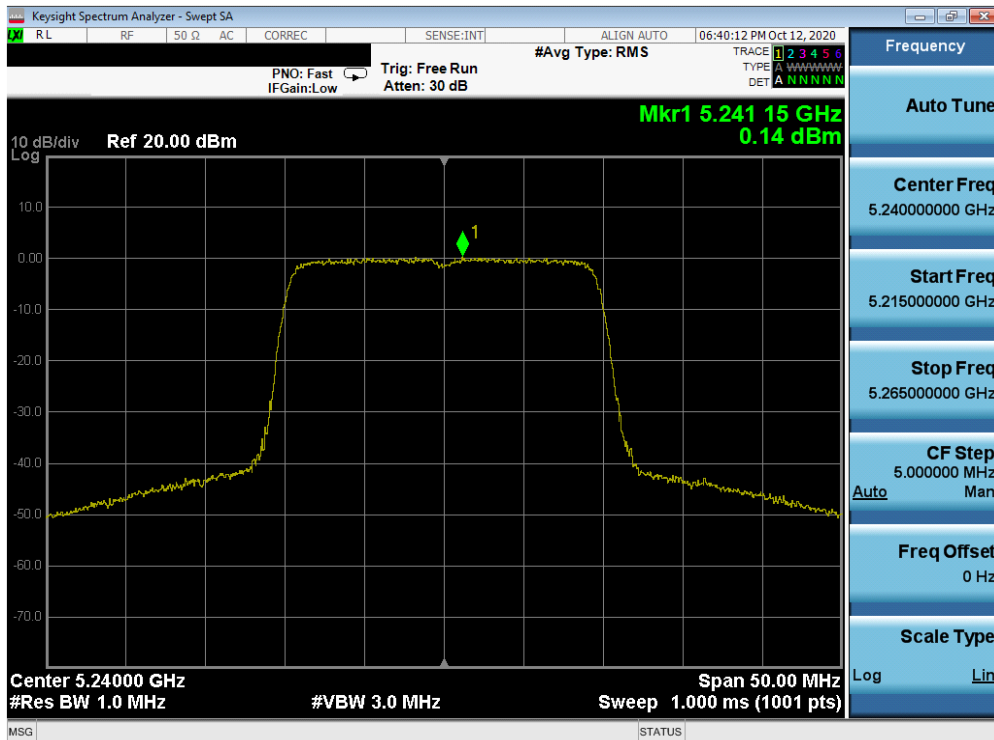 Keysight Spectrum Analyzer - Swept SA
LXI RL RF 50 Ω AC CORREC SENSE:INT ALIGN AUTO 06:40:12 PM Oct 12, 2020
PNO: Fast
IFGain:Low
Trig: Free Run
Atten: 30 dB
#Avg Type: RMS
TRACE 1 2 3 4 5 6
TYPE A WWWWW
DET A N N N N N
Mkr1 5.241 15 GHz
0.14 dBm
10 dB/div Ref 20.00 dBm
Log
10.0
1
0.00
-10.0
-20.0
-30.0
-40.0
-50.0
-60.0
-70.0
Center 5.24000 GHz Span 50.00 MHz
#Res BW 1.0 MHz #VBW 3.0 MHz Sweep 1.000 ms (1001 pts)
MSG STATUS
Frequency
Auto Tune
Center Freq
5.240000000 GHz
Start Freq
5.215000000 GHz
Stop Freq
5.265000000 GHz
CF Step
5.000000 MHz
Auto Man
Freq Offset
0 Hz
Scale Type
Log Lin